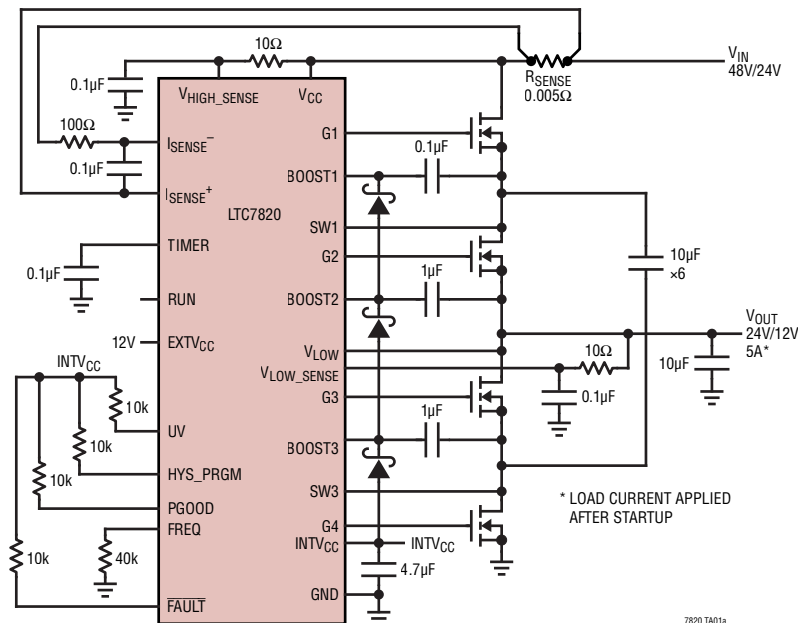 10Ω
V_IN
48V/24V
R_SENSE
0.005Ω
0.1µF
V_HIGH_SENSE
V_CC
100Ω
I_SENSE⁻
0.1µF
I_SENSE⁺
LTC7820
G1
BOOST1
0.1µF
SW1
G2
10µF
×6
TIMER
0.1µF
RUN
BOOST2
1µF
12V
EXTV_CC
V_LOW
V_LOW_SENSE
V_OUT
24V/12V
5A*
10Ω
10µF
0.1µF
INTV_CC
10k
UV
G3
1µF
BOOST3
10k
HYS_PRGM
10k
PGOOD
SW3
* LOAD CURRENT APPLIED
AFTER STARTUP
FREQ
G4
INTV_CC
INTV_CC
10k
40k
4.7µF
FAULT
GND
7820 TA01a